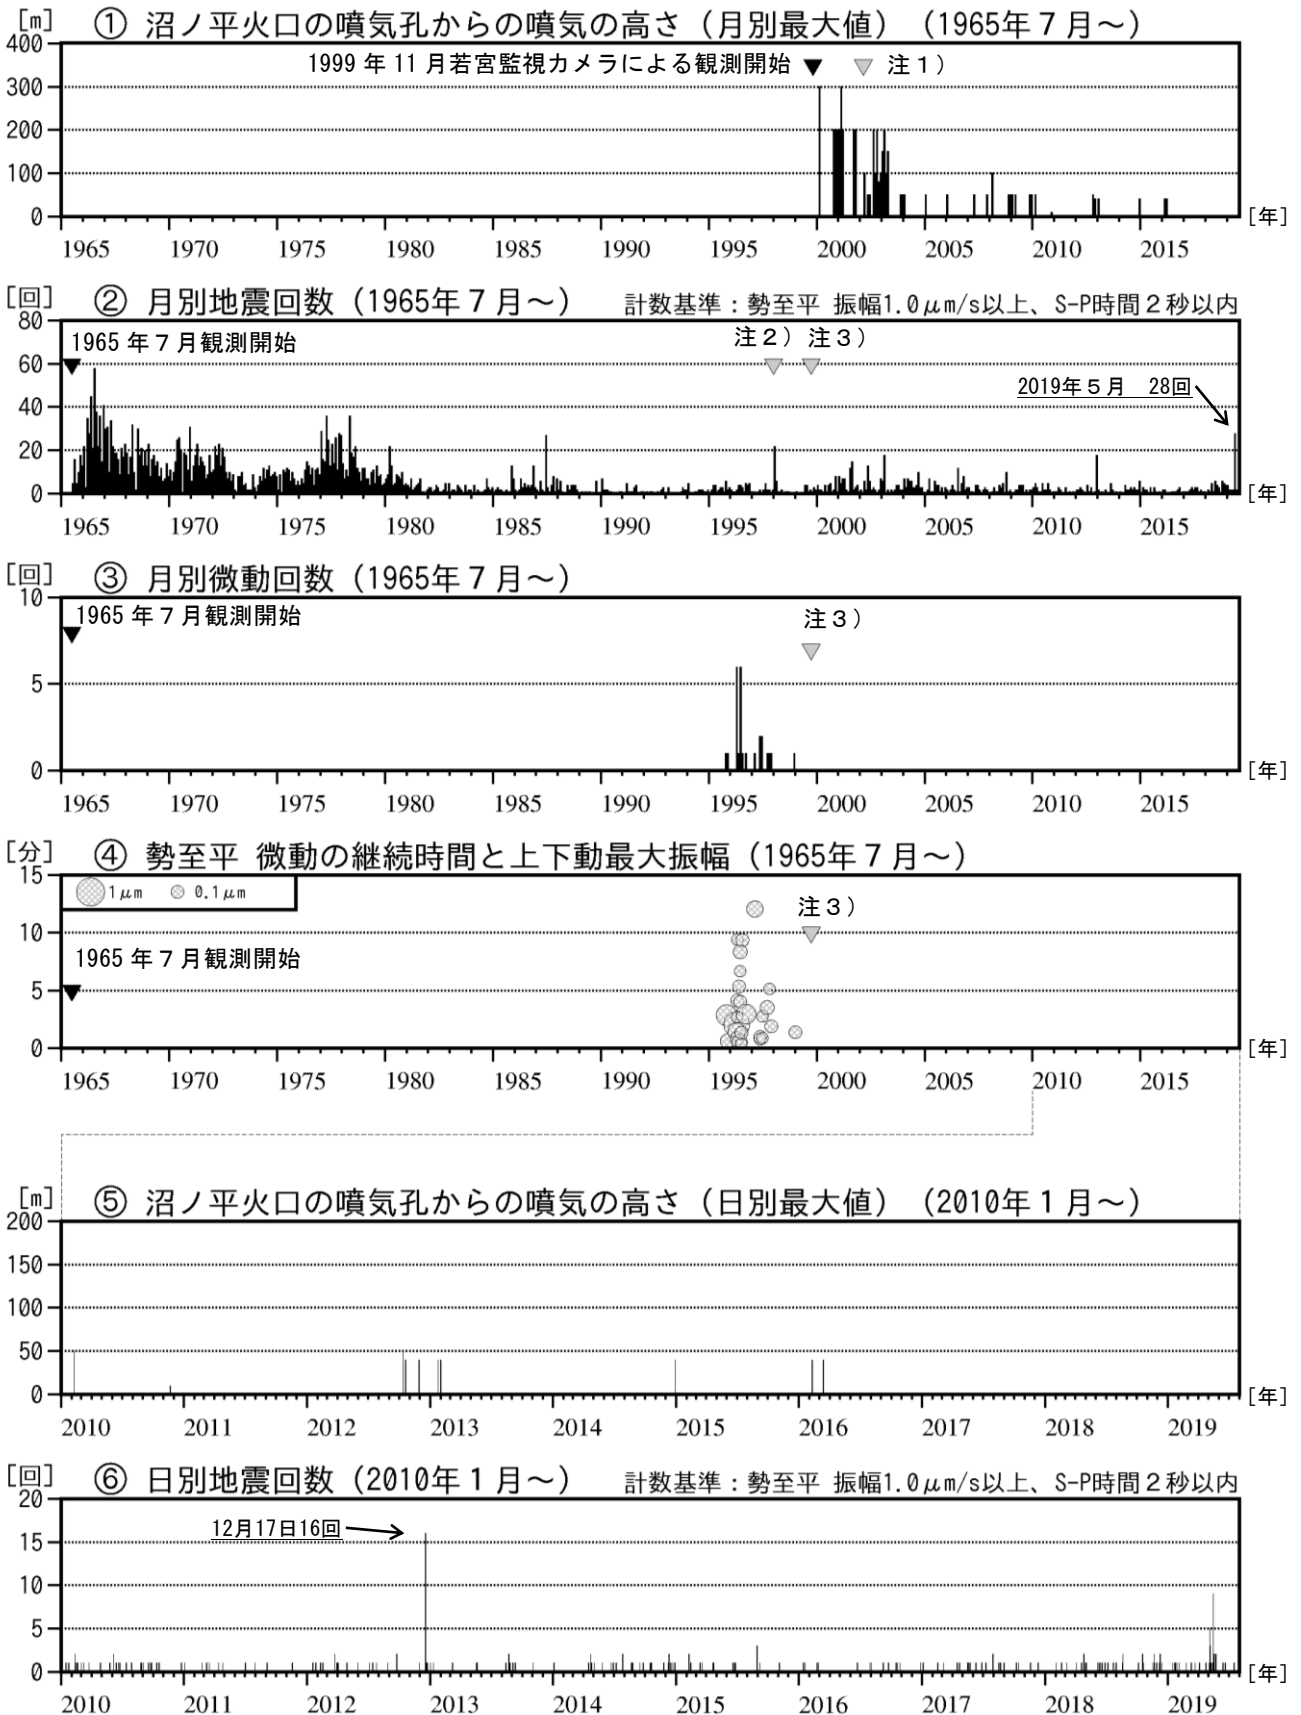 [m] ① 沼ノ平火口の噴気孔からの噴気の高さ（月別最大値）（1965年７月～）
400
300
200
100
0
1999 年 11 月若宮監視カメラによる観測開始 ▼ ▽ 注１）
1965 1970 1975 1980 1985 1990 1995 2000 2005 2010 2015 [年]
[回] ② 月別地震回数（1965年７月～） 計数基準：勢至平 振幅1.0μm/s以上、S-P時間２秒以内
80
60
40
20
0
1965 年７月観測開始
注２） 注３）
2019年５月 28回
1965 1970 1975 1980 1985 1990 1995 2000 2005 2010 2015 [年]
[回] ③ 月別微動回数（1965年７月～）
10
5
0
1965 年７月観測開始
注３）
1965 1970 1975 1980 1985 1990 1995 2000 2005 2010 2015 [年]
[分] ④ 勢至平 微動の継続時間と上下動最大振幅（1965年７月～）
15
10
5
0
1μm 0.1μm
注３）
1965 年７月観測開始
1965 1970 1975 1980 1985 1990 1995 2000 2005 2010 2015 [年]
[m] ⑤ 沼ノ平火口の噴気孔からの噴気の高さ（日別最大値）（2010年１月～）
200
150
100
50
0
2010 2011 2012 2013 2014 2015 2016 2017 2018 2019 [年]
[回] ⑥ 日別地震回数（2010年１月～） 計数基準：勢至平 振幅1.0μm/s以上、S-P時間２秒以内
20
15
10
5
0
12月17日16回
2010 2011 2012 2013 2014 2015 2016 2017 2018 2019 [年]